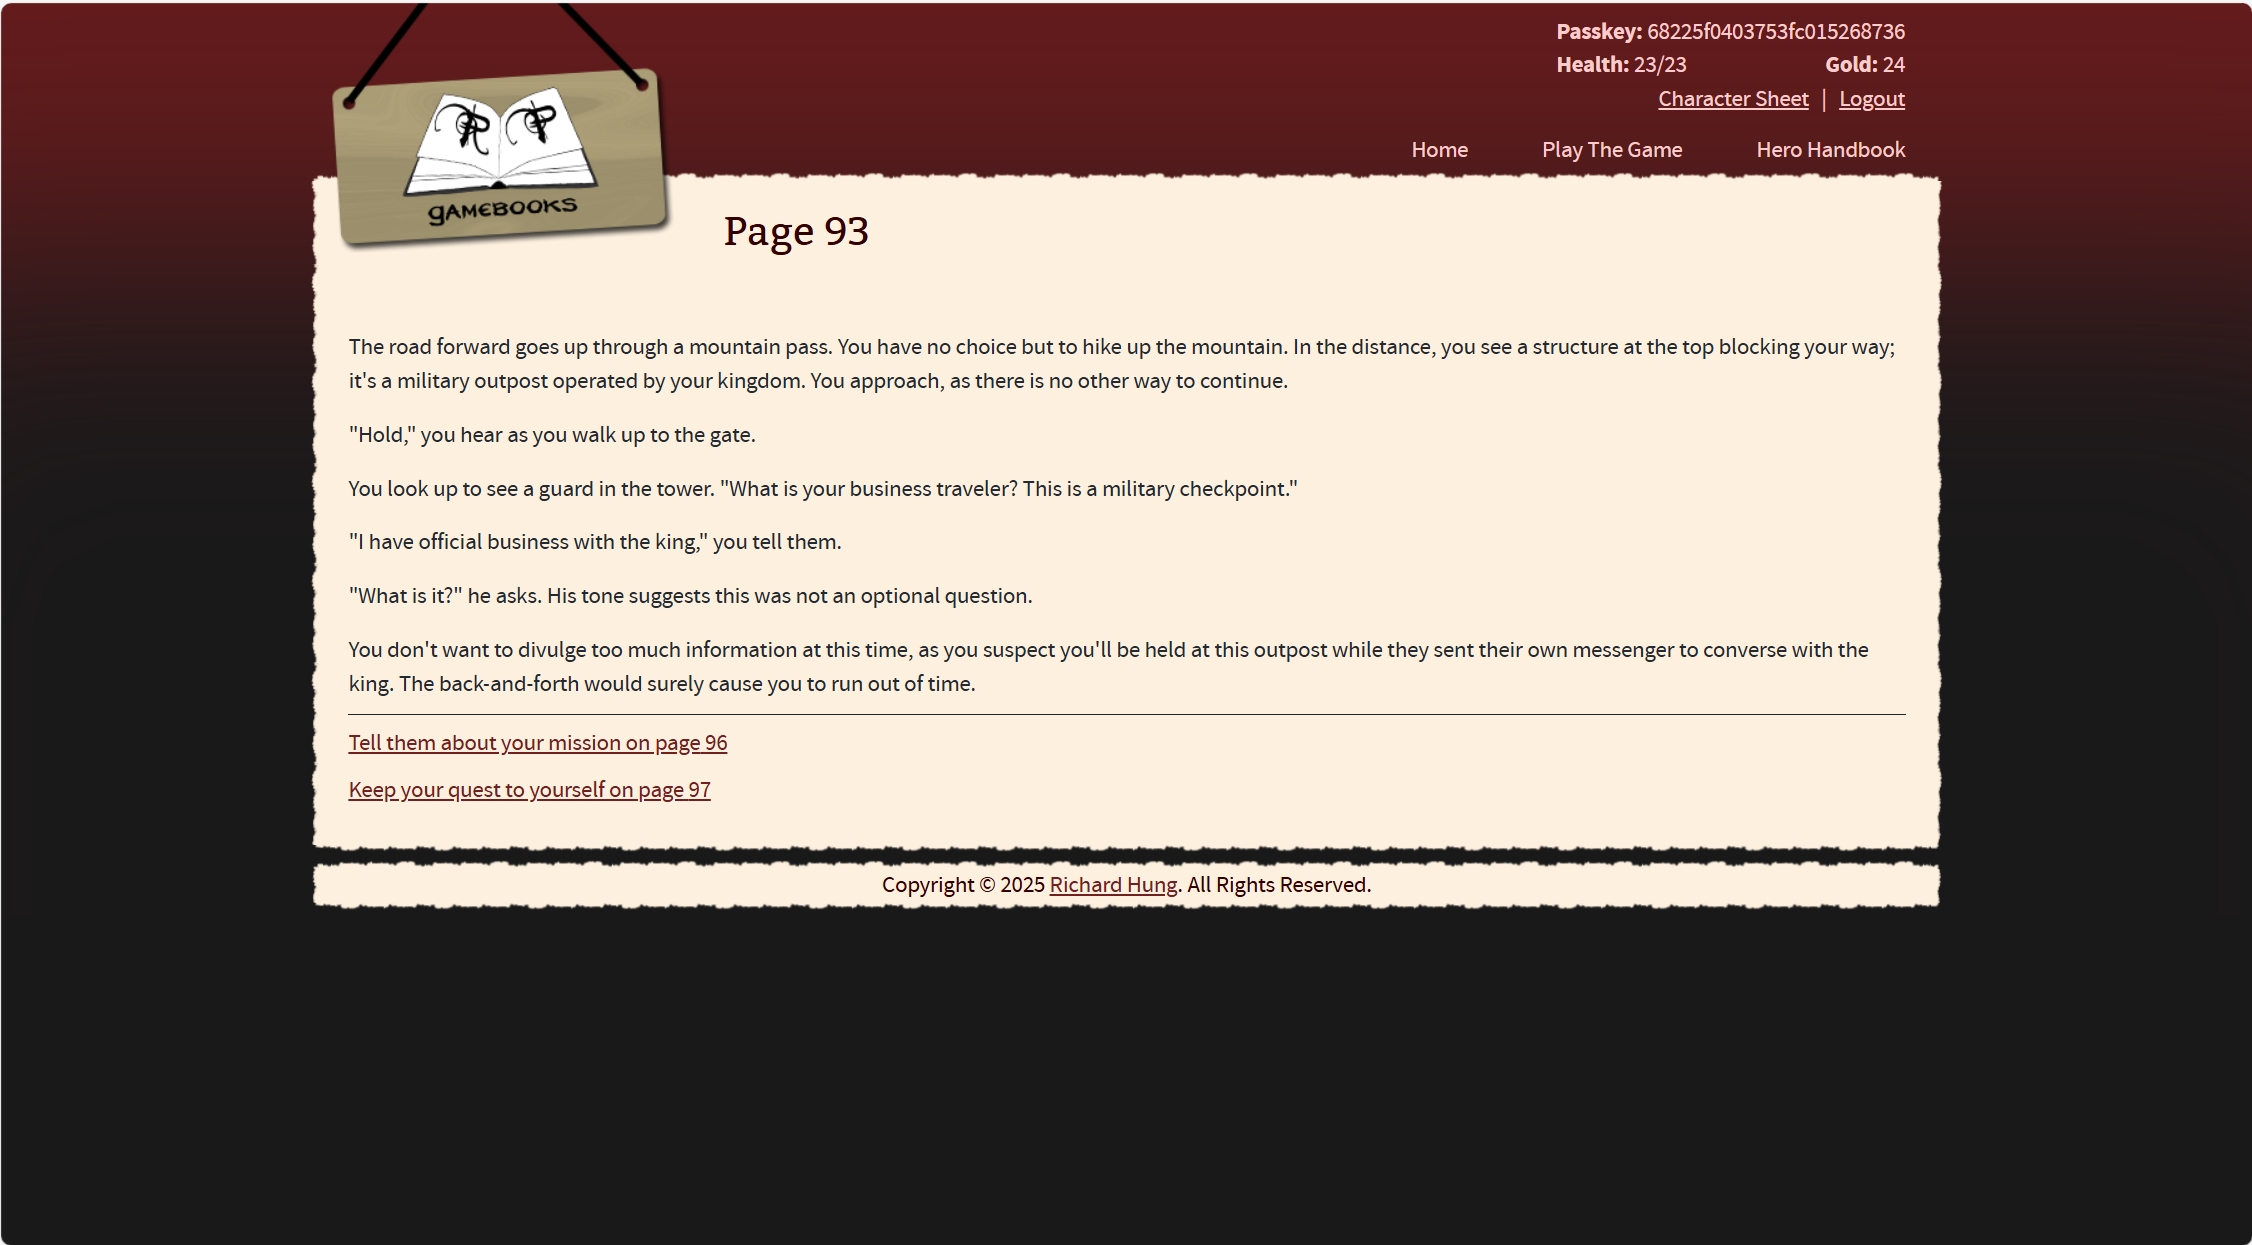 Passkey: 68225f0403753fc015268736
Health: 23/23 Gold: 24
Character Sheet | Logout
Home Play The Game Hero Handbook
GAMEBOOKS
Page 93
The road forward goes up through a mountain pass. You have no choice but to hike up the mountain. In the distance, you see a structure at the top blocking your way;
it's a military outpost operated by your kingdom. You approach, as there is no other way to continue.
"Hold," you hear as you walk up to the gate.
You look up to see a guard in the tower. "What is your business traveler? This is a military checkpoint."
"I have official business with the king," you tell them.
"What is it?" he asks. His tone suggests this was not an optional question.
You don't want to divulge too much information at this time, as you suspect you'll be held at this outpost while they sent their own messenger to converse with the
king. The back-and-forth would surely cause you to run out of time.
Tell them about your mission on page 96
Keep your quest to yourself on page 97
Copyright © 2025 Richard Hung. All Rights Reserved.